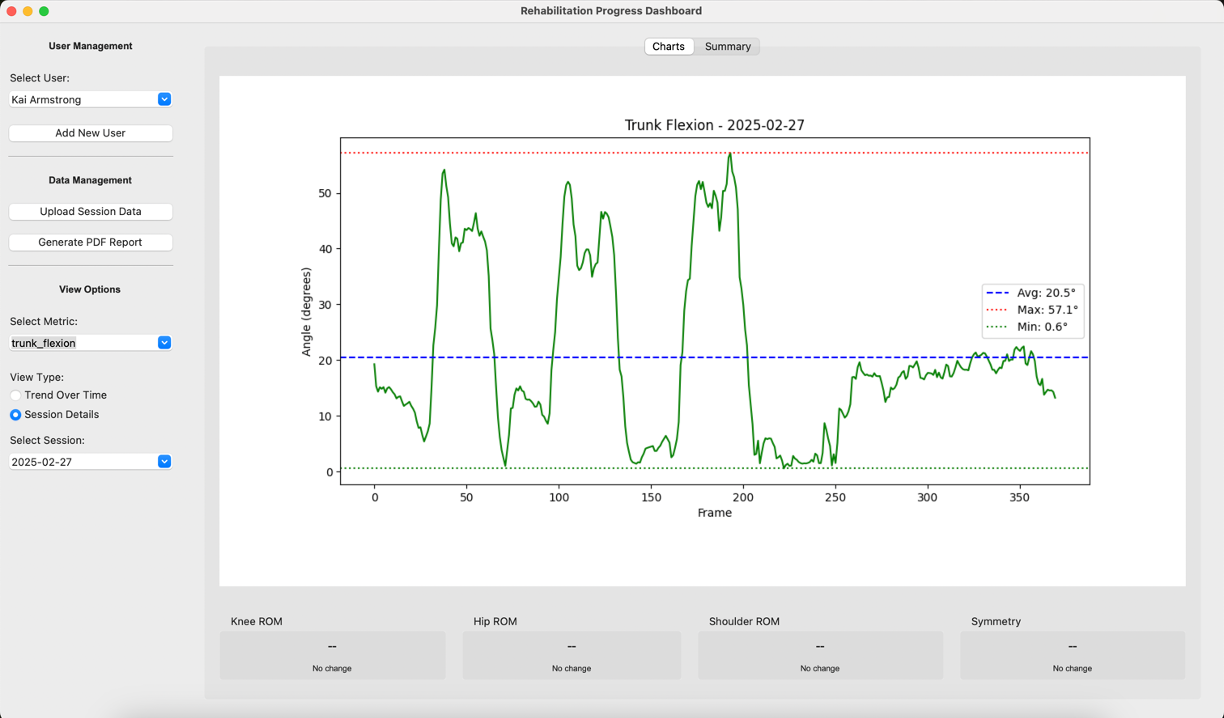 Rehabilitation Progress Dashboard
User Management
Select User:
Kai Armstrong
Add New User
Data Management
Upload Session Data
Generate PDF Report
View Options
Select Metric:
trunk_flexion
View Type:
Trend Over Time
Session Details
Select Session:
2025-02-27
Charts Summary
Trunk Flexion - 2025-02-27
Angle (degrees)
50
40
30
20
10
0
Avg: 20.5°
Max: 57.1°
Min: 0.6°
0 50 100 150 200 250 300 350
Frame
Knee ROM Hip ROM Shoulder ROM Symmetry
-- -- -- --
No change No change No change No change